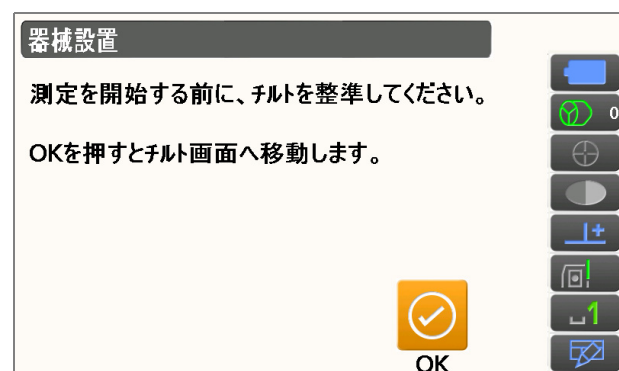 器械設置
測定を開始する前に、チルトを整準してください。
OKを押すとチルト画面へ移動します。
0
1
OK